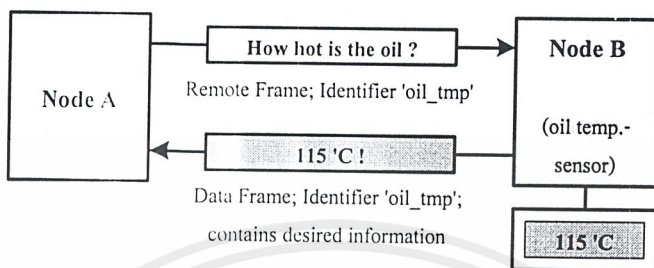 How hot is the oil ?
Node A
Remote Frame; Identifier 'oil_tmp'
Node B
(oil temp.-
sensor)
115 'C !
Data Frame; Identifier 'oil_tmp';
contains desired information
115 'C